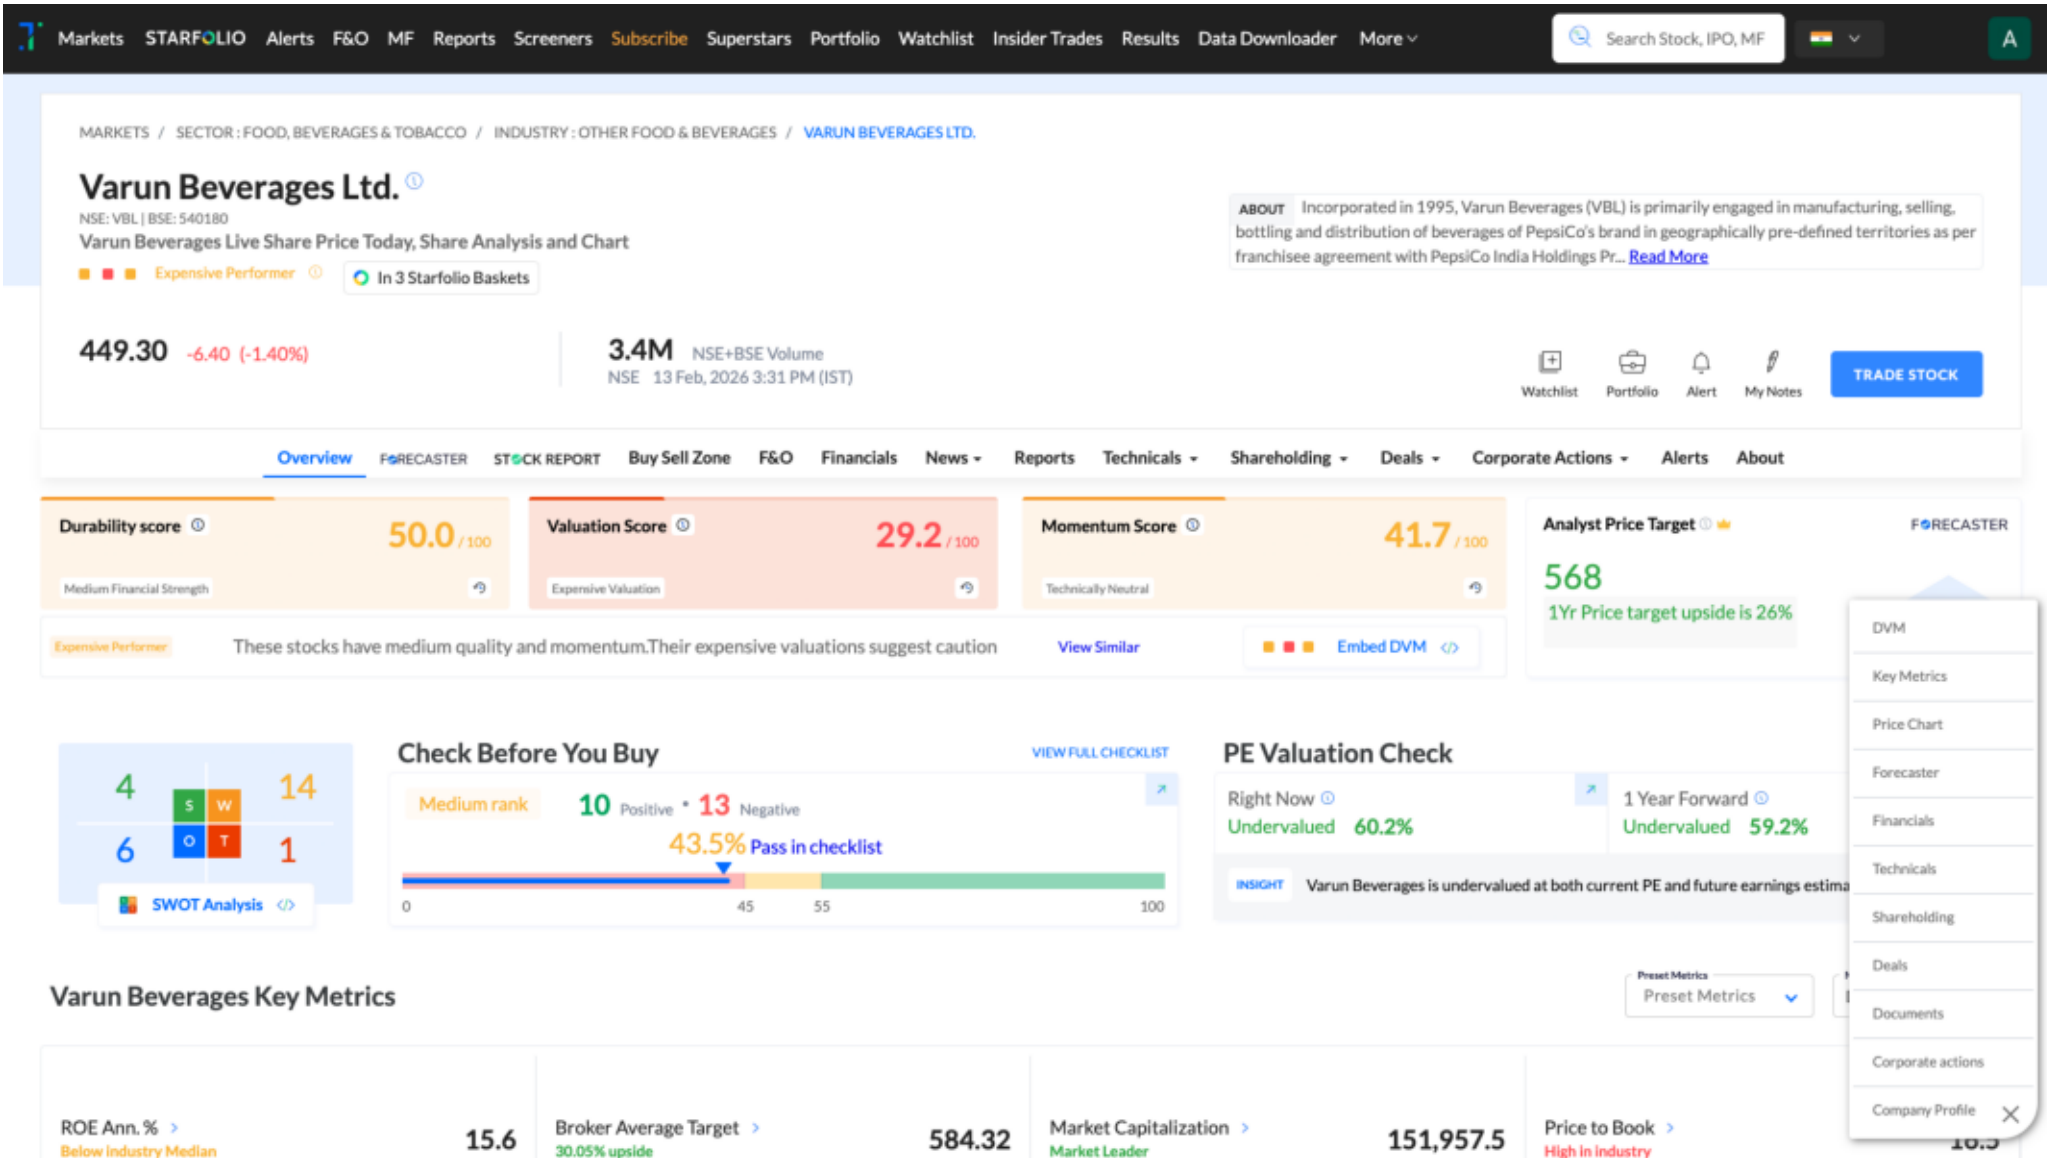 Markets STARFOLIO Alerts F&O MF Reports Screeners Subscribe Superstars Portfolio Watchlist Insider Trades Results Data Downloader More Search Stock, IPO, MF A
MARKETS / SECTOR : FOOD, BEVERAGES & TOBACCO / INDUSTRY : OTHER FOOD & BEVERAGES / VARUN BEVERAGES LTD.
Varun Beverages Ltd.
NSE: VBL | BSE: 540180
Varun Beverages Live Share Price Today, Share Analysis and Chart
Expensive Performer In 3 Starfolio Baskets
ABOUT Incorporated in 1995, Varun Beverages (VBL) is primarily engaged in manufacturing, selling,
bottling and distribution of beverages of PepsiCo's brand in geographically pre-defined territories as per
franchisee agreement with PepsiCo India Holdings Pr... Read More
449.30 -6.40 (-1.40%)
3.4M NSE+BSE Volume
NSE 13 Feb, 2026 3:31 PM (IST)
Watchlist Portfolio Alert My Notes TRADE STOCK
Overview FORECASTER STOCK REPORT Buy Sell Zone F&O Financials News Reports Technicals Shareholding Deals Corporate Actions Alerts About
Durability score 50.0 / 100
Medium Financial Strength
Valuation Score 29.2 / 100
Expensive Valuation
Momentum Score 41.7 / 100
Technically Neutral
Analyst Price Target FORECASTER
568
1Yr Price target upside is 26%
Expensive Performer These stocks have medium quality and momentum.Their expensive valuations suggest caution View Similar Embed DVM </>
4 14
S W
O T
6 1
SWOT Analysis </>
Check Before You Buy VIEW FULL CHECKLIST
Medium rank 10 Positive • 13 Negative
43.5% Pass in checklist
0 45 55 100
PE Valuation Check
Right Now
Undervalued 60.2%
1 Year Forward
Undervalued 59.2%
INSIGHT Varun Beverages is undervalued at both current PE and future earnings estima
Varun Beverages Key Metrics
Preset Metrics
Preset Metrics
ROE Ann. % 15.6
Below industry Median
Broker Average Target 584.32
30.05% upside
Market Capitalization 151,957.5
Market Leader
Price to Book
High in industry
DVM
Key Metrics
Price Chart
Forecaster
Financials
Technicals
Shareholding
Deals
Documents
Corporate actions
Company Profile